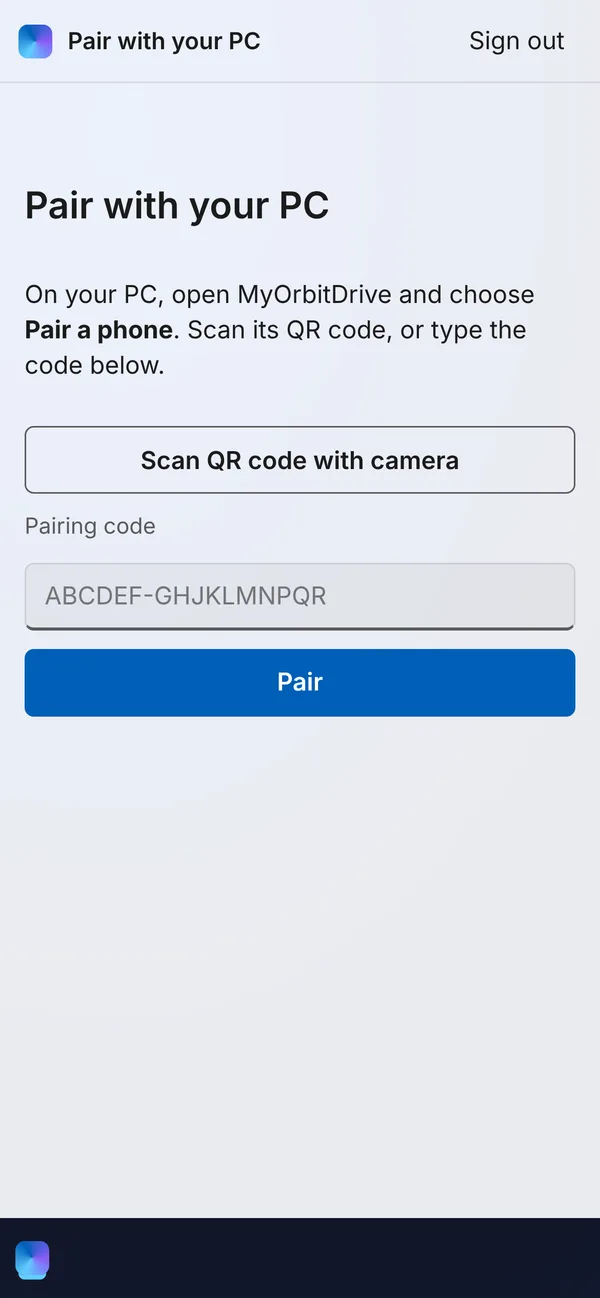 Pair with your PC
Sign out
Pair with your PC
On your PC, open MyOrbitDrive and choose
Pair a phone. Scan its QR code, or type the
code below.
Scan QR code with camera
Pairing code
ABCDEF-GHJKLMNPQR
Pair